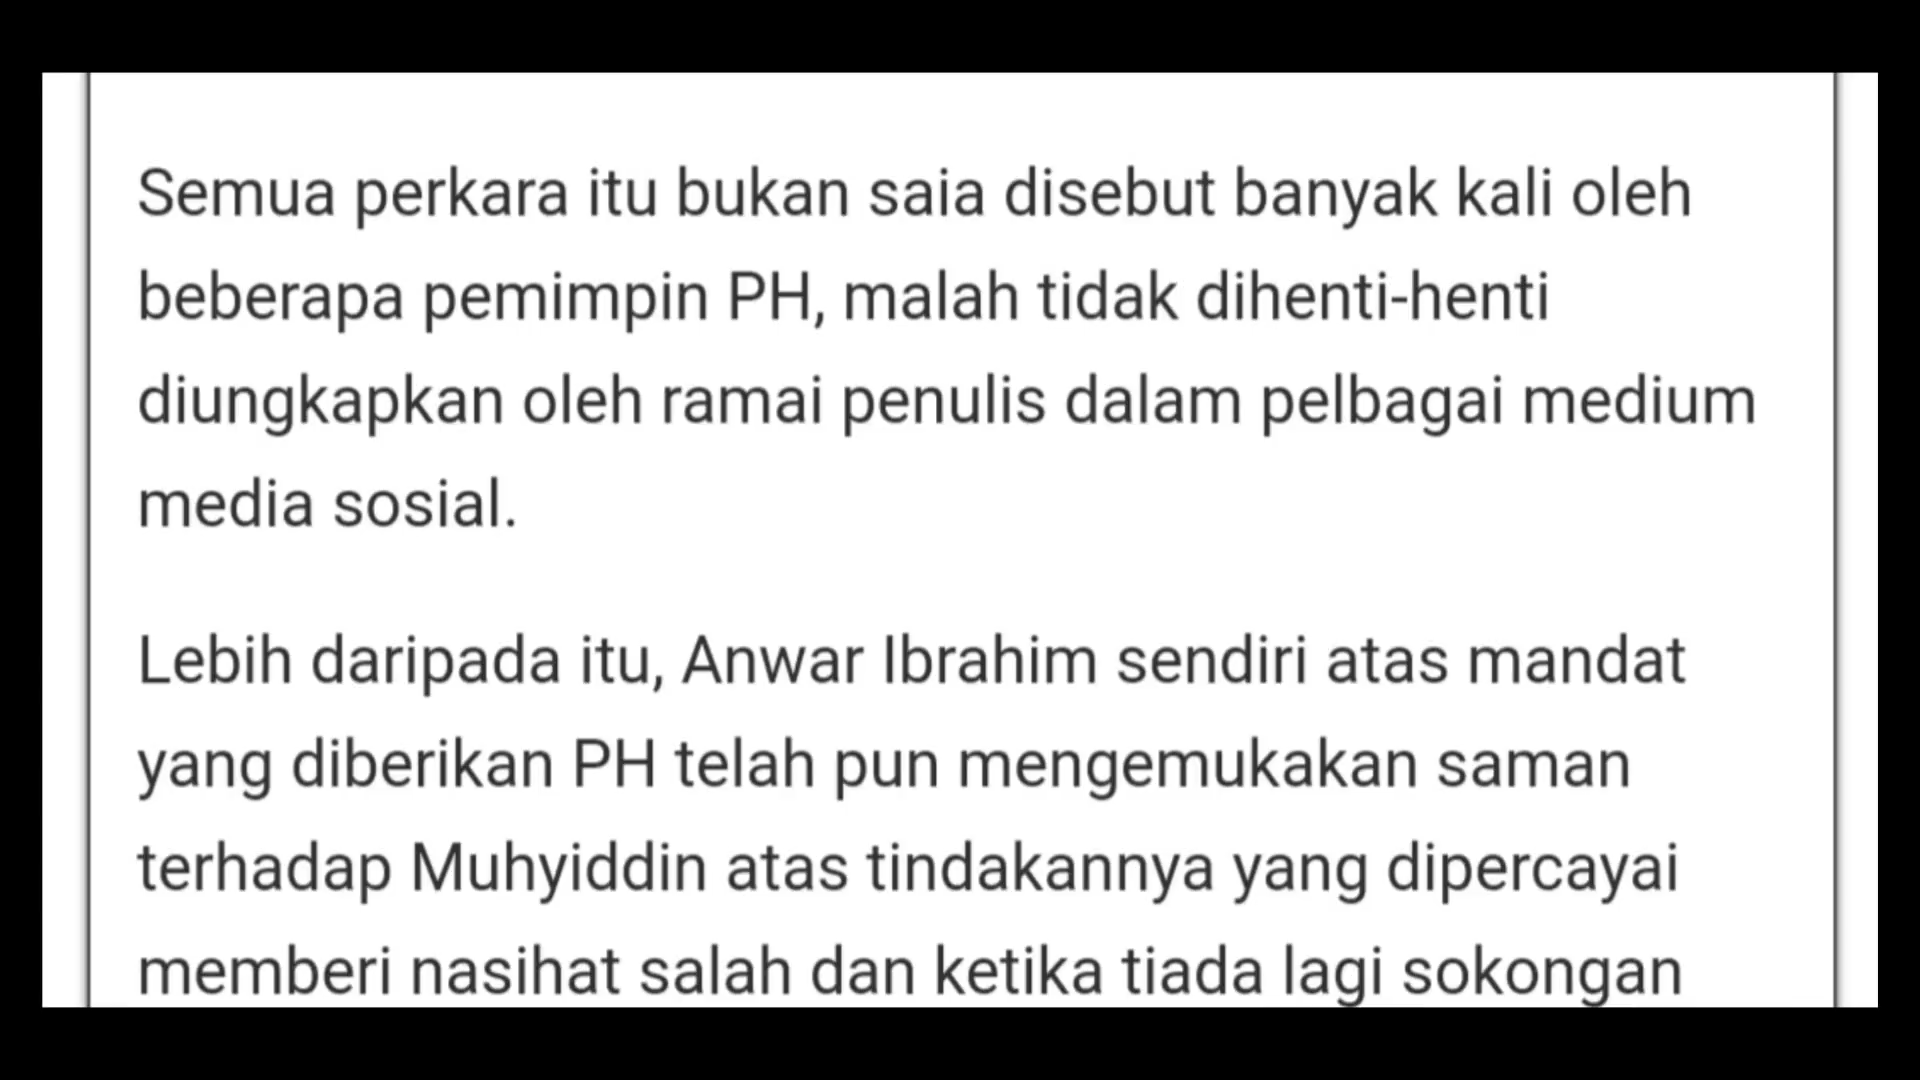 Semua perkara itu bukan saia disebut banyak kali oleh
beberapa pemimpin PH, malah tidak dihenti-henti
diungkapkan oleh ramai penulis dalam pelbagai medium
media sosial.
Lebih daripada itu, Anwar Ibrahim sendiri atas mandat
yang diberikan PH telah pun mengemukakan saman
terhadap Muhyiddin atas tindakannya yang dipercayai
memberi nasihat salah dan ketika tiada lagi sokongan